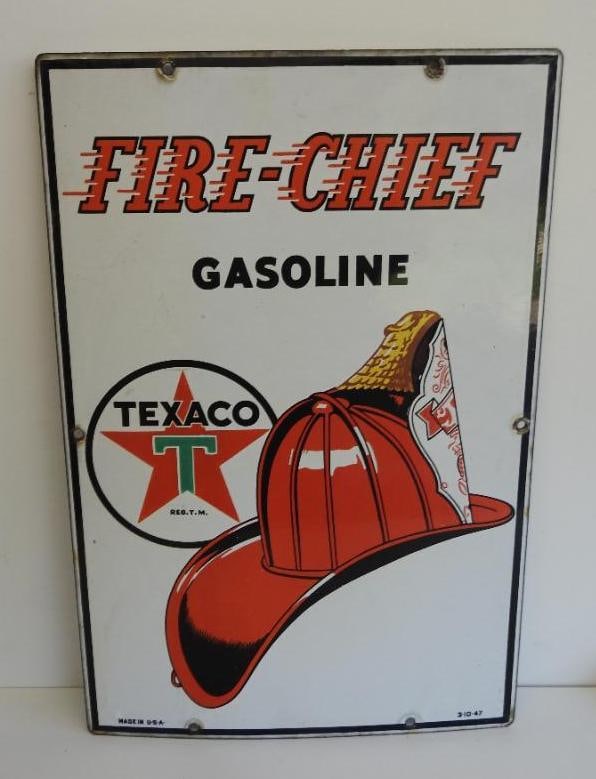 FIRE-CHIEF
GASOLINE
TEXACO
T
REG.T.M.
MADE IN U·S·A·
3-10-47